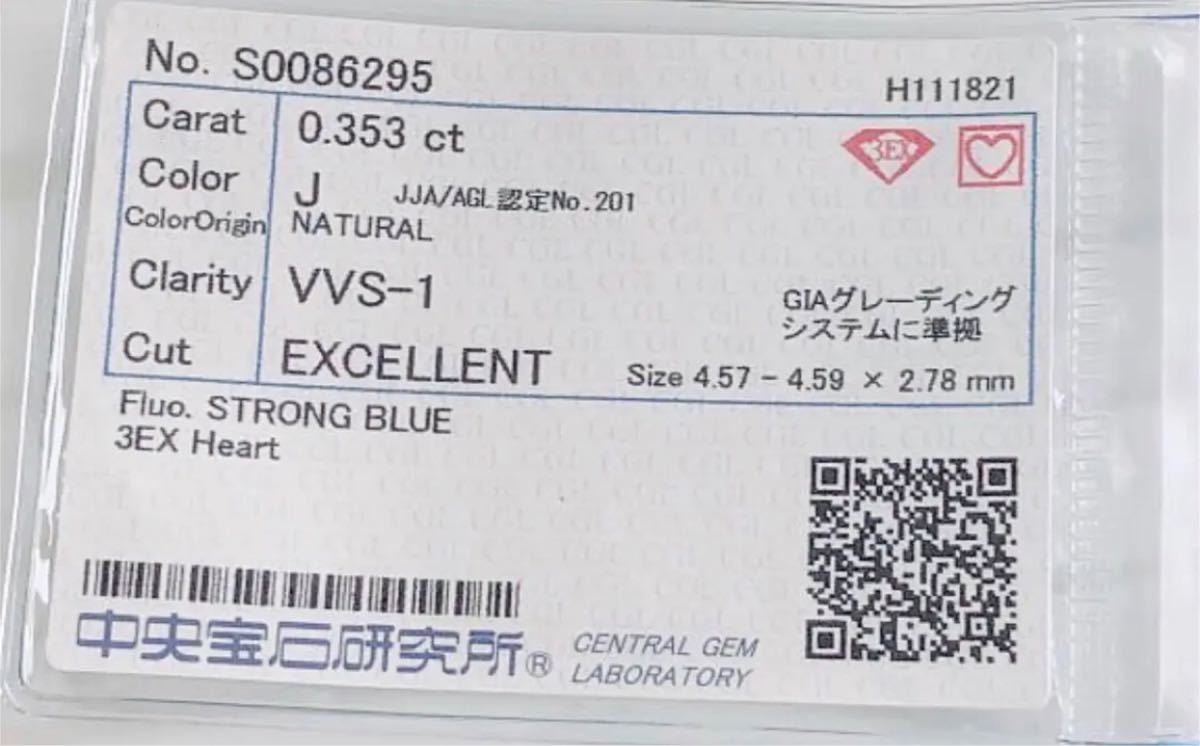 No. S0086295
H111821
Carat 0.353 ct
3EX
Color J JJA/AGL認定No.201
ColorOrigin NATURAL
Clarity VVS-1
GIAグレーディング
システムに準拠
Cut EXCELLENT
Size 4.57 - 4.59 × 2.78 mm
Fluo. STRONG BLUE
3EX Heart
中央宝石研究所®
CENTRAL GEM
LABORATORY